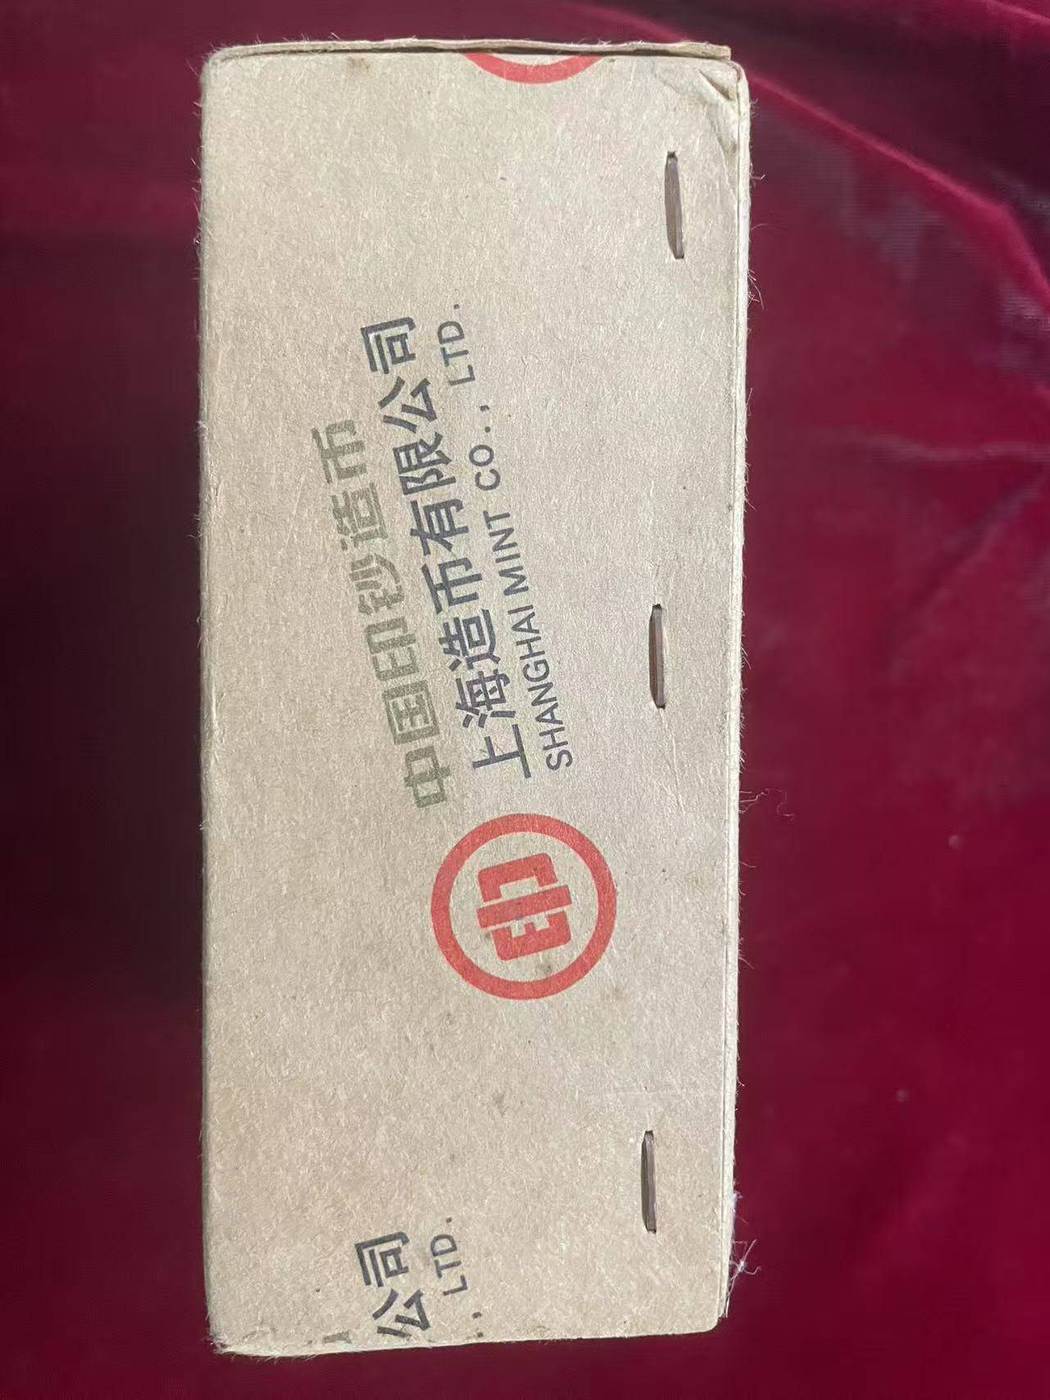 中国印钞造币
上海造币有限公司
SHANGHAI MINT CO., LTD.
公司
., LTD.